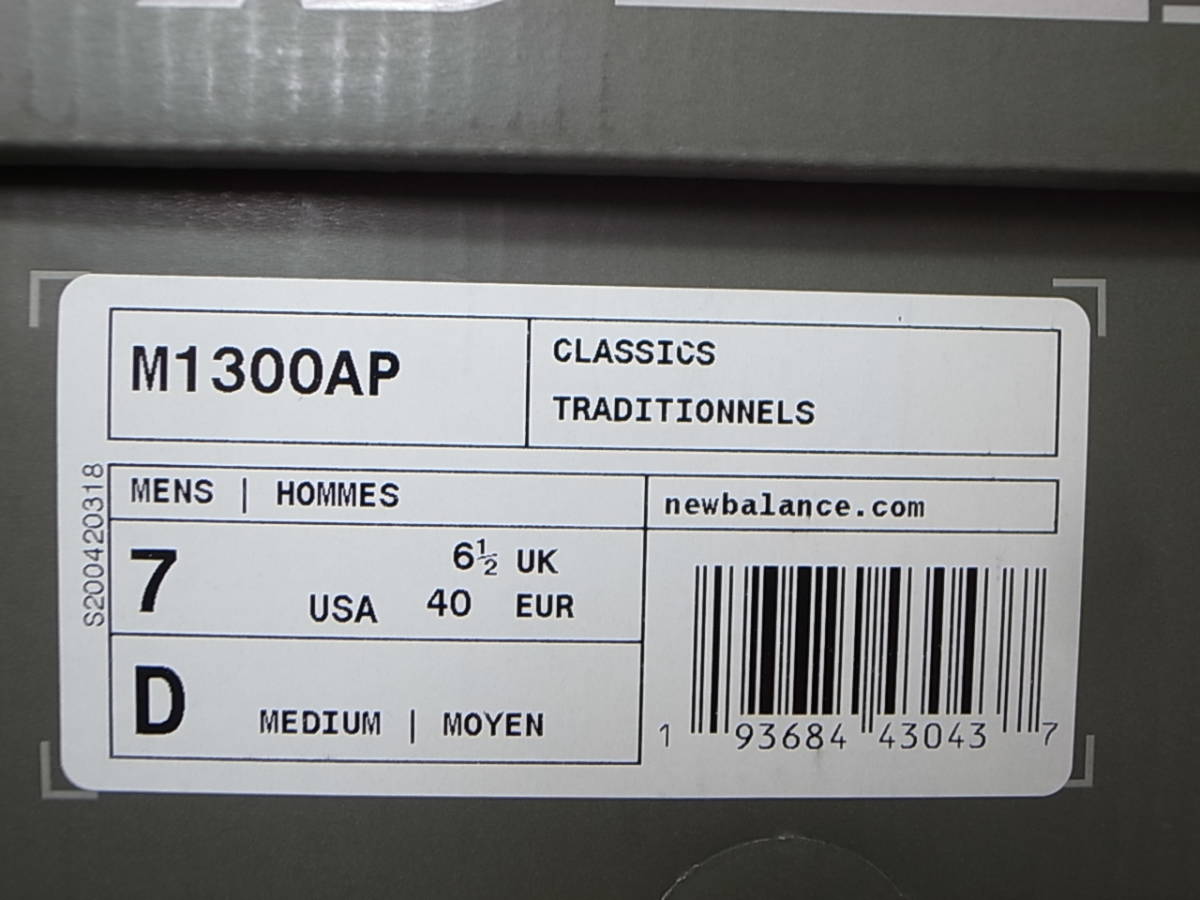 M1300AP
CLASSICS
TRADITIONNELS
MENS | HOMMES
newbalance.com
7 USA 6½ UK
40 EUR
D MEDIUM | MOYEN
1 93684 43043 7
S200420318